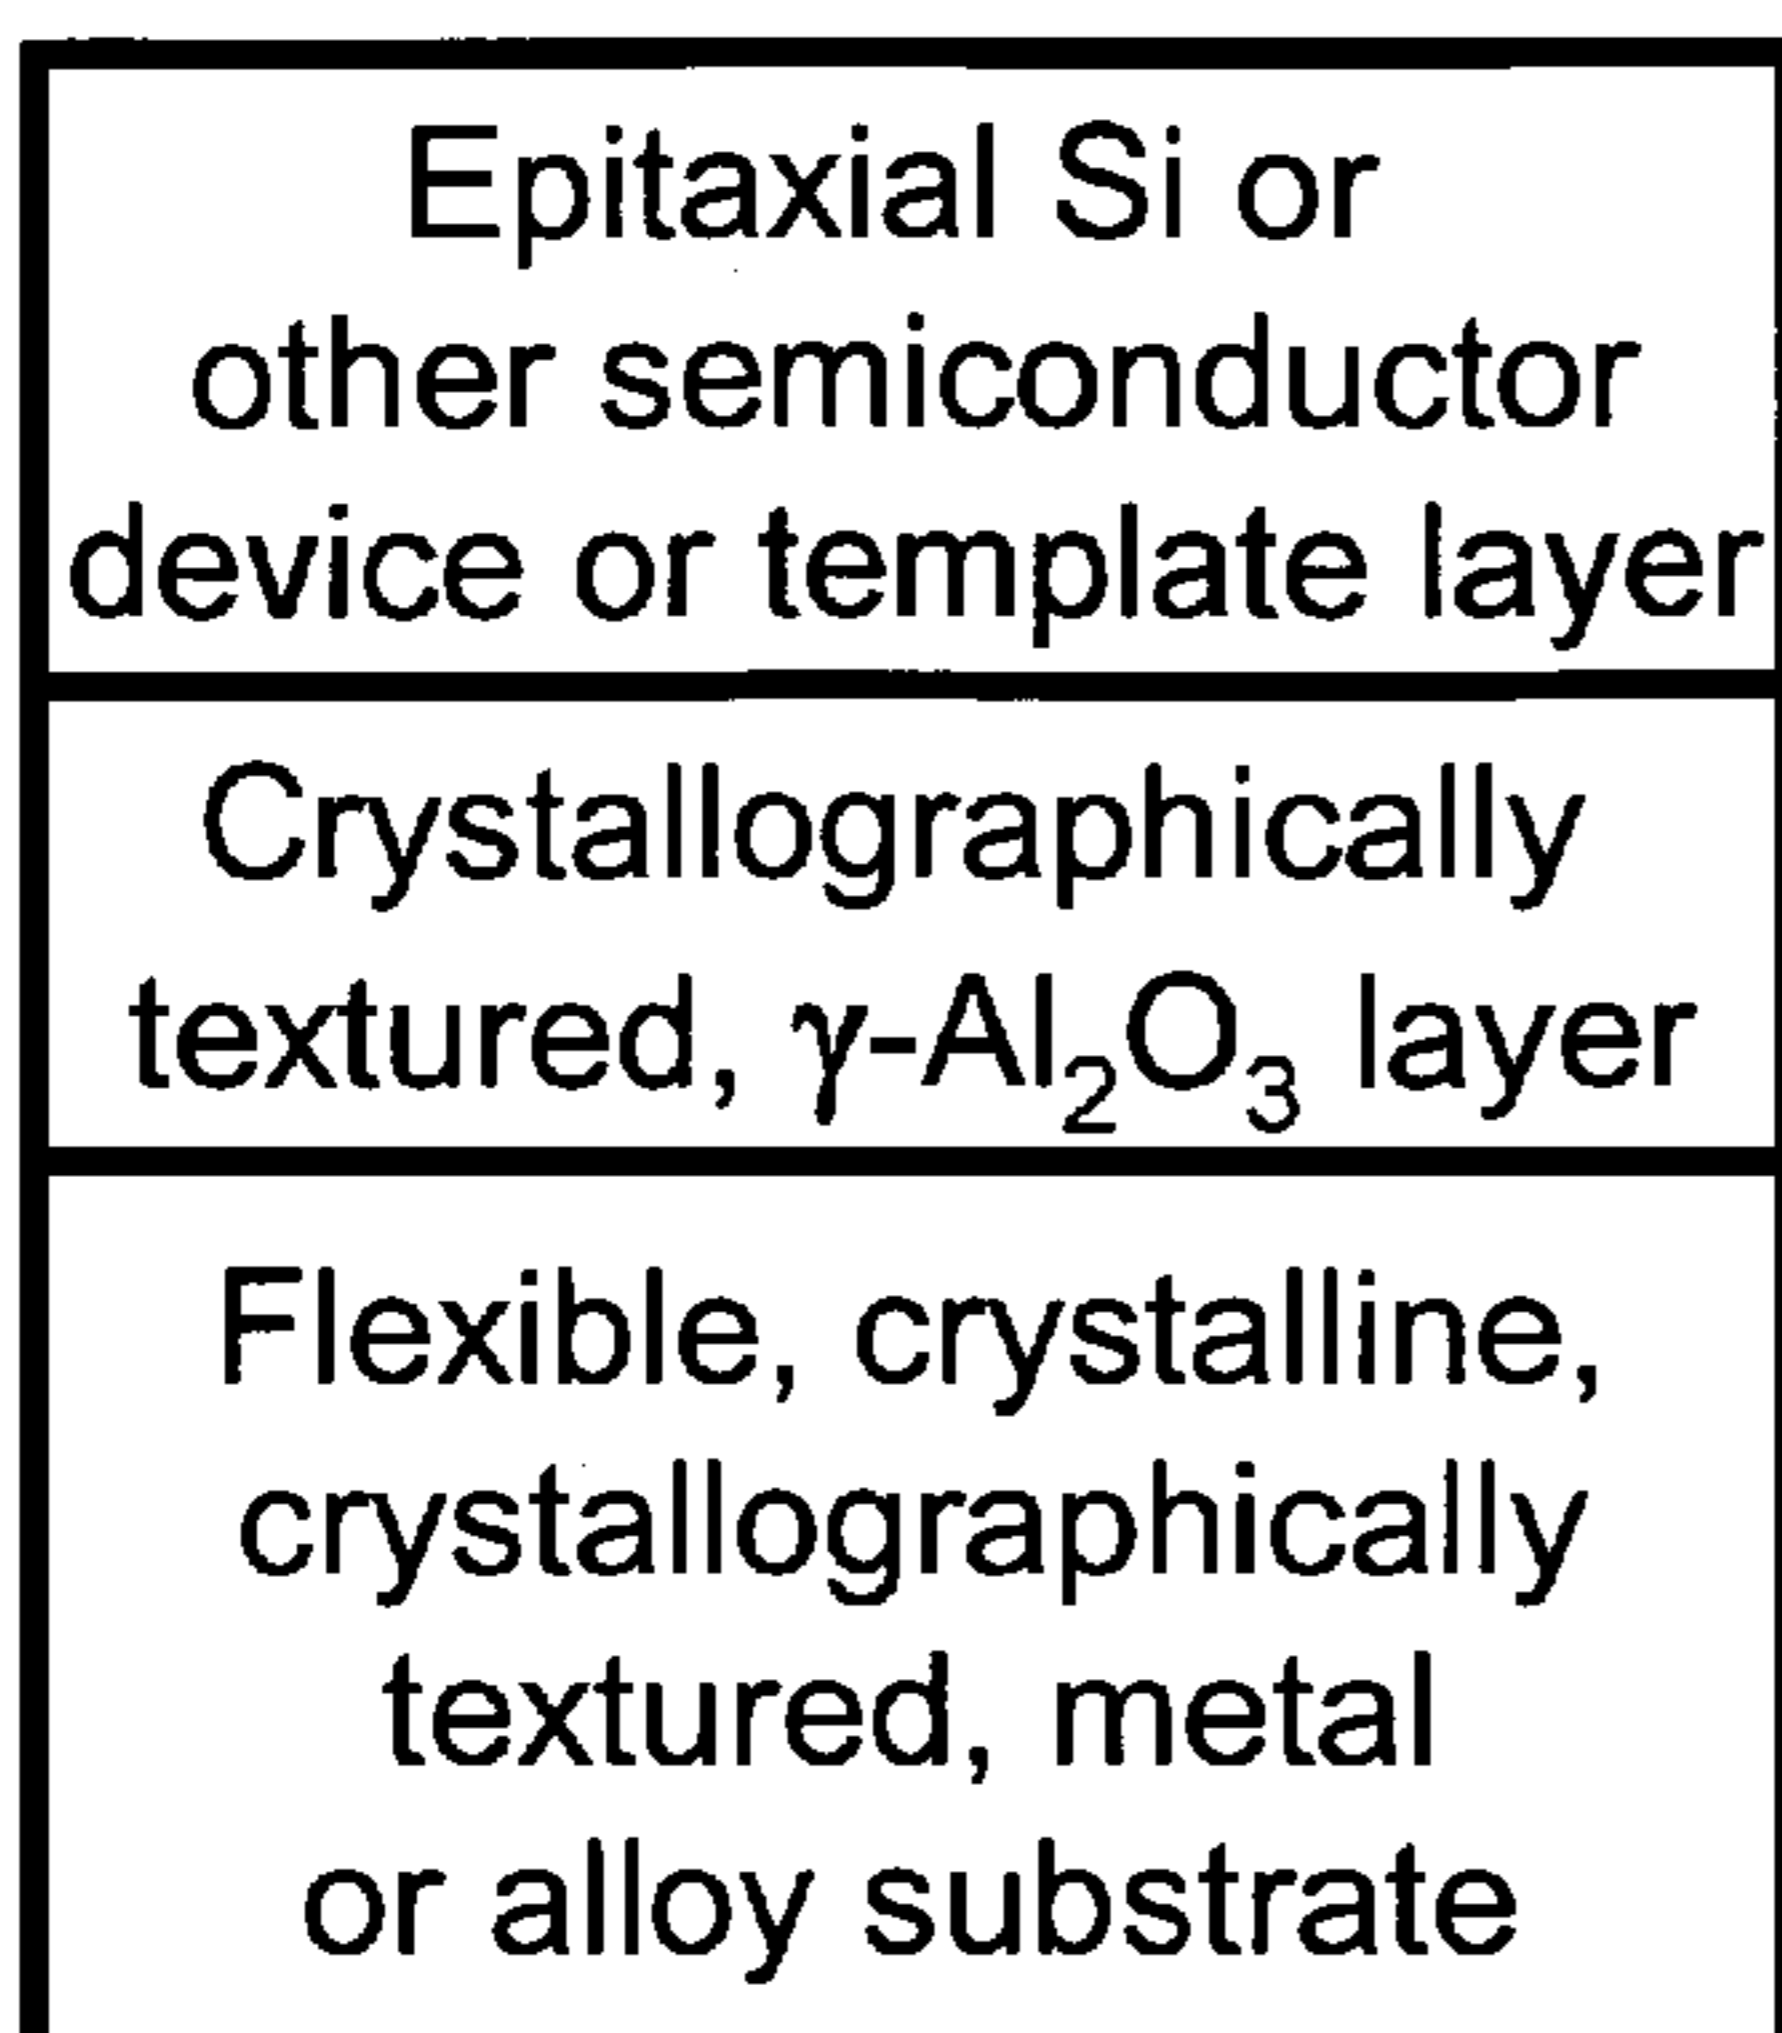 Epitaxial Si or
other semiconductor
device or template layer
Crystallographically
textured, γ-Al₂O₃ layer
Flexible, crystalline,
crystallographically
textured, metal
or alloy substrate